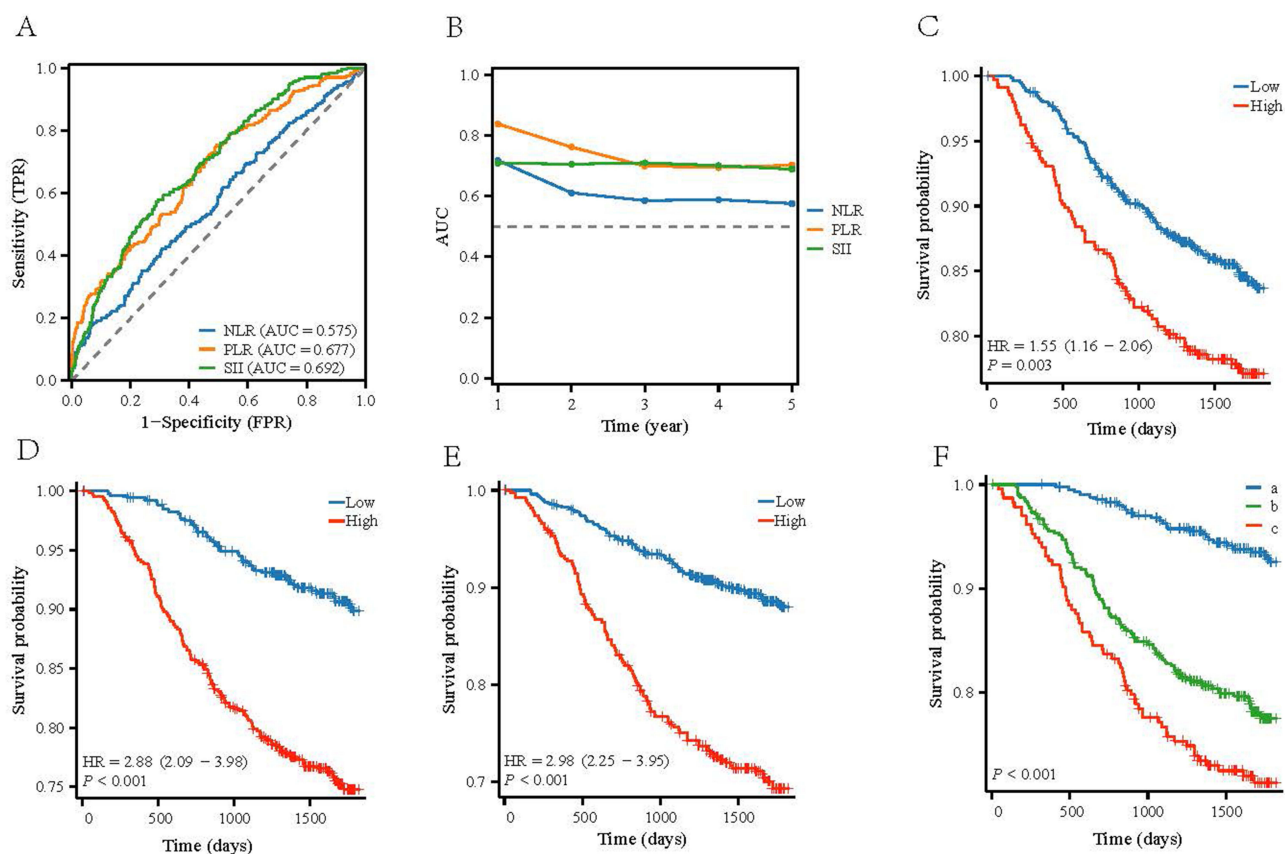 A
1.0
0.8
0.6
0.4
0.2
0.0
Sensitivity (TPR)
NLR (AUC = 0.575)
PLR (AUC = 0.677)
SII (AUC = 0.692)
0.0 0.2 0.4 0.6 0.8 1.0
1−Specificity (FPR)
B
1.0
0.8
0.6
0.4
0.2
0.0
AUC
NLR
PLR
SII
1 2 3 4 5
Time (year)
C
1.00
0.95
0.90
0.85
0.80
Survival probability
Low
High
HR = 1.55 (1.16 − 2.06)
P = 0.003
0 500 1000 1500
Time (days)
D
1.00
0.95
0.90
0.85
0.80
0.75
Survival probability
Low
High
HR = 2.88 (2.09 − 3.98)
P < 0.001
0 500 1000 1500
Time (days)
E
1.0
0.9
0.8
0.7
Survival probability
Low
High
HR = 2.98 (2.25 − 3.95)
P < 0.001
0 500 1000 1500
Time (days)
F
1.0
0.9
0.8
Survival probability
a
b
c
P < 0.001
0 500 1000 1500
Time (days)